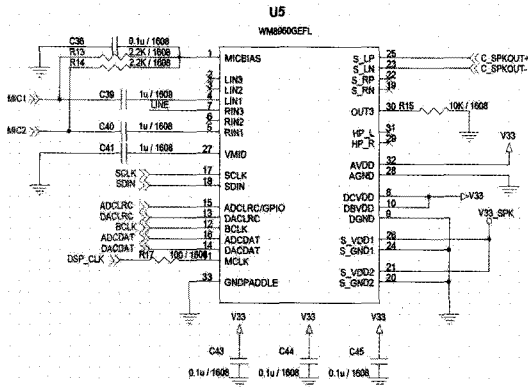 U5
WM8960GEFL
C36 0.1u / 1608
R13 2.2K / 1608
R14 2.2K / 1608
1 MICBIAS
2 LIN3
3 LIN2
MIC1 C39 1u / 1608 4 LIN1
LINE 7 RIN3
6 RIN2
MIC2 C40 1u / 1608 5 RIN1
C41 1u / 1608 27 VMID
SCLK 17 SCLK
SDIN 18 SDIN
ADCLRC 15 ADCLRC/GPIO
DACLRC 13 DACLRC
BCLK 12 BCLK
ADCDAT 16 ADCDAT
DACDAT 14 DACDAT
DSP_CLK R17 100 / 1608 11 MCLK
33 GNDPADDLE
S_LP 25 C_SPKOUT+
S_LN 23 C_SPKOUT-
S_RP 22
S_RN 19
OUT3 30 R15 10K / 1608
HP_L 31
HP_R 29
V33
AVDD 32
AGND 28
DCVDD 8 V33
DBVDD 10
DGND 9
V33_SPK
S_VDD1 26
S_GND1 24
S_VDD2 21
S_GND2 20
V33 V33 V33
C43 C44 C45
0.1u / 1608 0.1u / 1608 0.1u / 1608